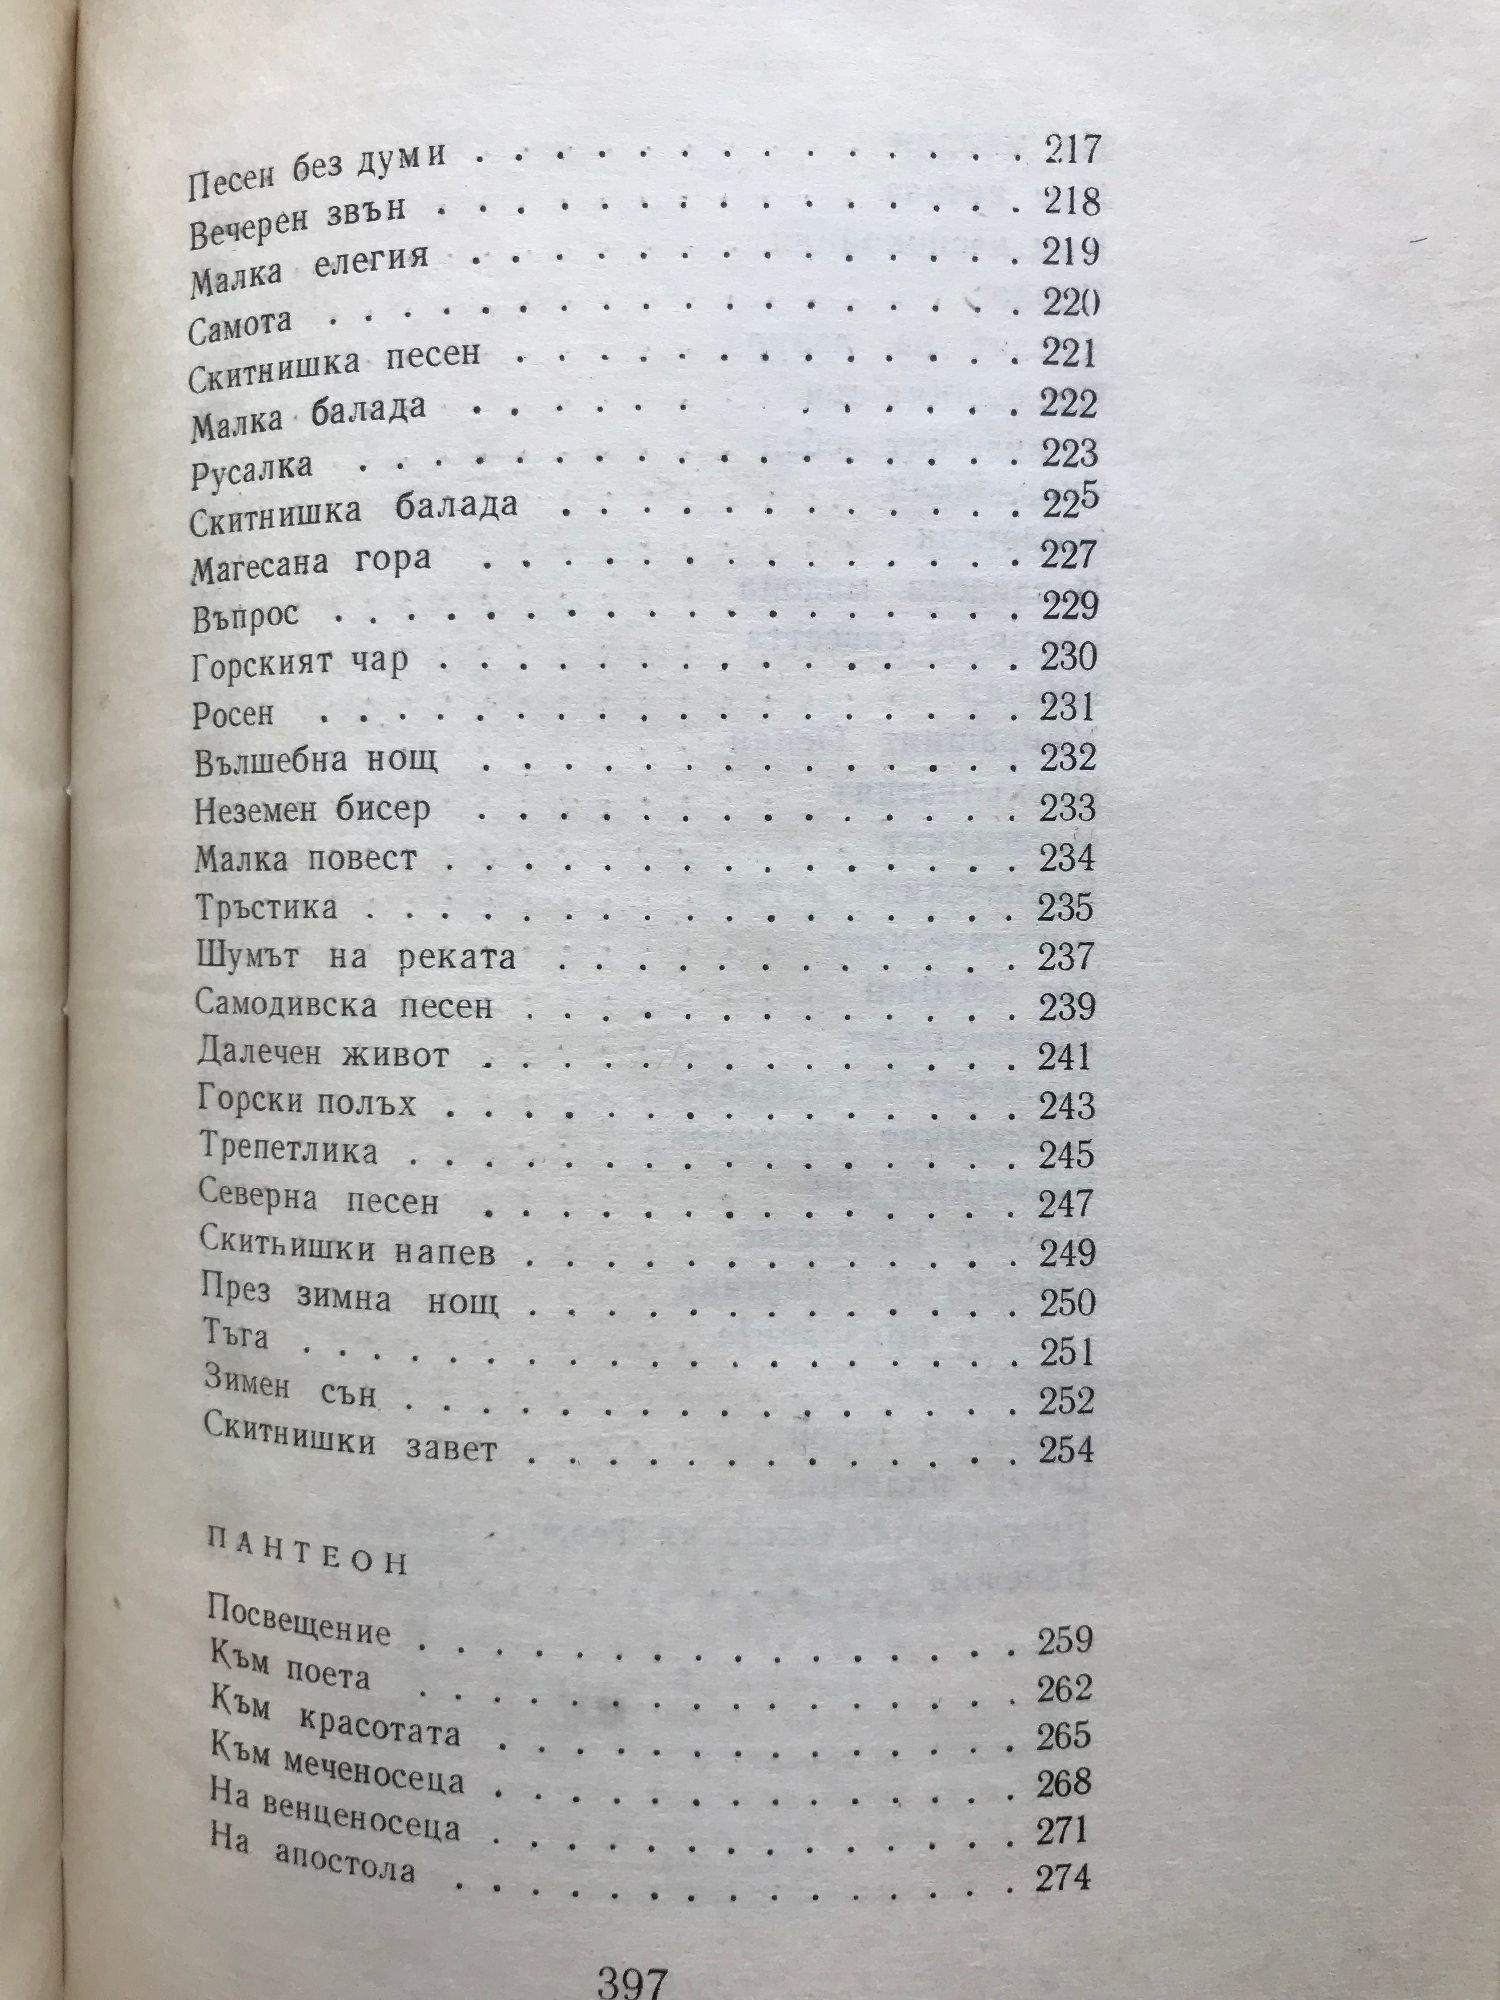 Песен без думи . . . . . . . . . . . . . . . 217
Вечерен звън . . . . . . . . . . . . . . . . 218
Малка елегия . . . . . . . . . . . . . . . 219
Самота . . . . . . . . . . . . . . . . . . . 220
Скитнишка песен . . . . . . . . . . . . . . 221
Малка балада . . . . . . . . . . . . . . 222
Русалка . . . . . . . . . . . . . . . . . . 223
Скитнишка балада . . . . . . . . . . . . . 225
Магесана гора . . . . . . . . . . . . . . . 227
Въпрос . . . . . . . . . . . . . . . . . . . 229
Горският чар . . . . . . . . . . . . . . . . 230
Росен . . . . . . . . . . . . . . . . . . . 231
Вълшебна нощ . . . . . . . . . . . . . . . 232
Неземен бисер . . . . . . . . . . . . . . . 233
Малка повест . . . . . . . . . . . . . . . 234
Тръстика . . . . . . . . . . . . . . . . . . 235
Шумът на реката . . . . . . . . . . . . . 237
Самодивска песен . . . . . . . . . . . . . 239
Далечен живот . . . . . . . . . . . . . . . 241
Горски полъх . . . . . . . . . . . . . . . 243
Трепетлика . . . . . . . . . . . . . . . . . 245
Северна песен . . . . . . . . . . . . . . . 247
Скитнишки напев . . . . . . . . . . . . . 249
През зимна нощ . . . . . . . . . . . . . 250
Тъга . . . . . . . . . . . . . . . . . . . . 251
Зимен сън . . . . . . . . . . . . . . . . . 252
Скитнишки завет . . . . . . . . . . . . . 254
ПАНТЕОН
Посвещение . . . . . . . . . . . . . . . . 259
Към поета . . . . . . . . . . . . . . . . 262
Към красотата . . . . . . . . . . . . . . 265
Към меченосеца . . . . . . . . . . . . . . 268
На венценосеца . . . . . . . . . . . . . . 271
На апостола . . . . . . . . . . . . . . . 274
397